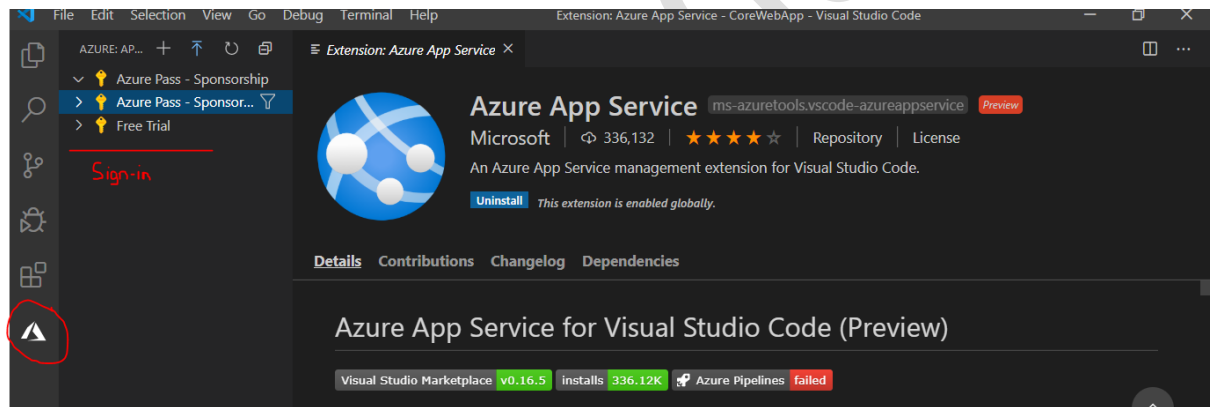 File Edit Selection View Go Debug Terminal Help Extension: Azure App Service - CoreWebApp - Visual Studio Code
AZURE: AP...
Extension: Azure App Service
Azure Pass - Sponsorship
Azure Pass - Sponsor...
Free Trial
Sign-in
Azure App Service ms-azuretools.vscode-azureappservice Preview
Microsoft 336,132 Repository License
An Azure App Service management extension for Visual Studio Code.
Uninstall This extension is enabled globally.
Details Contributions Changelog Dependencies
Azure App Service for Visual Studio Code (Preview)
Visual Studio Marketplace v0.16.5 installs 336.12K Azure Pipelines failed